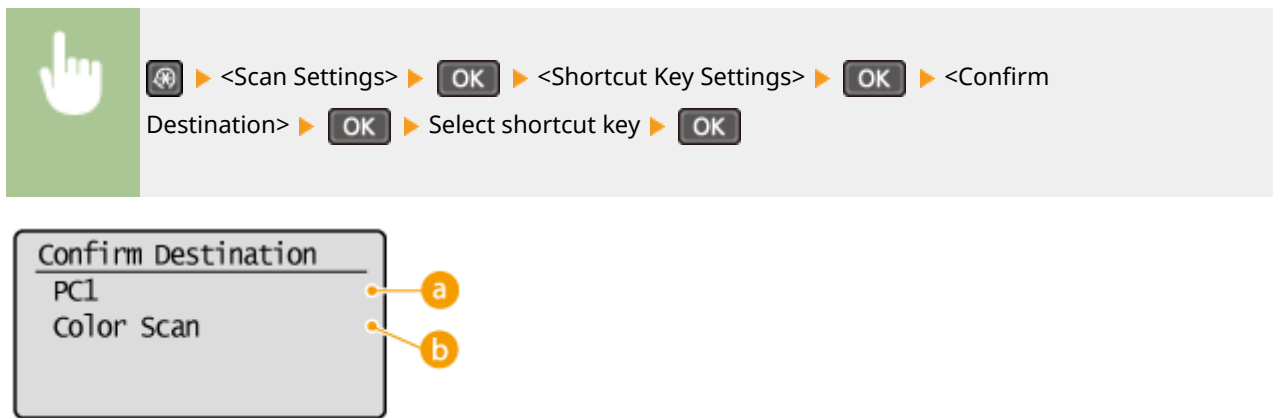 <Scan Settings> OK <Shortcut Key Settings> OK <Confirm
Destination> OK Select shortcut key OK
Confirm Destination
PC1
a
Color Scan
b